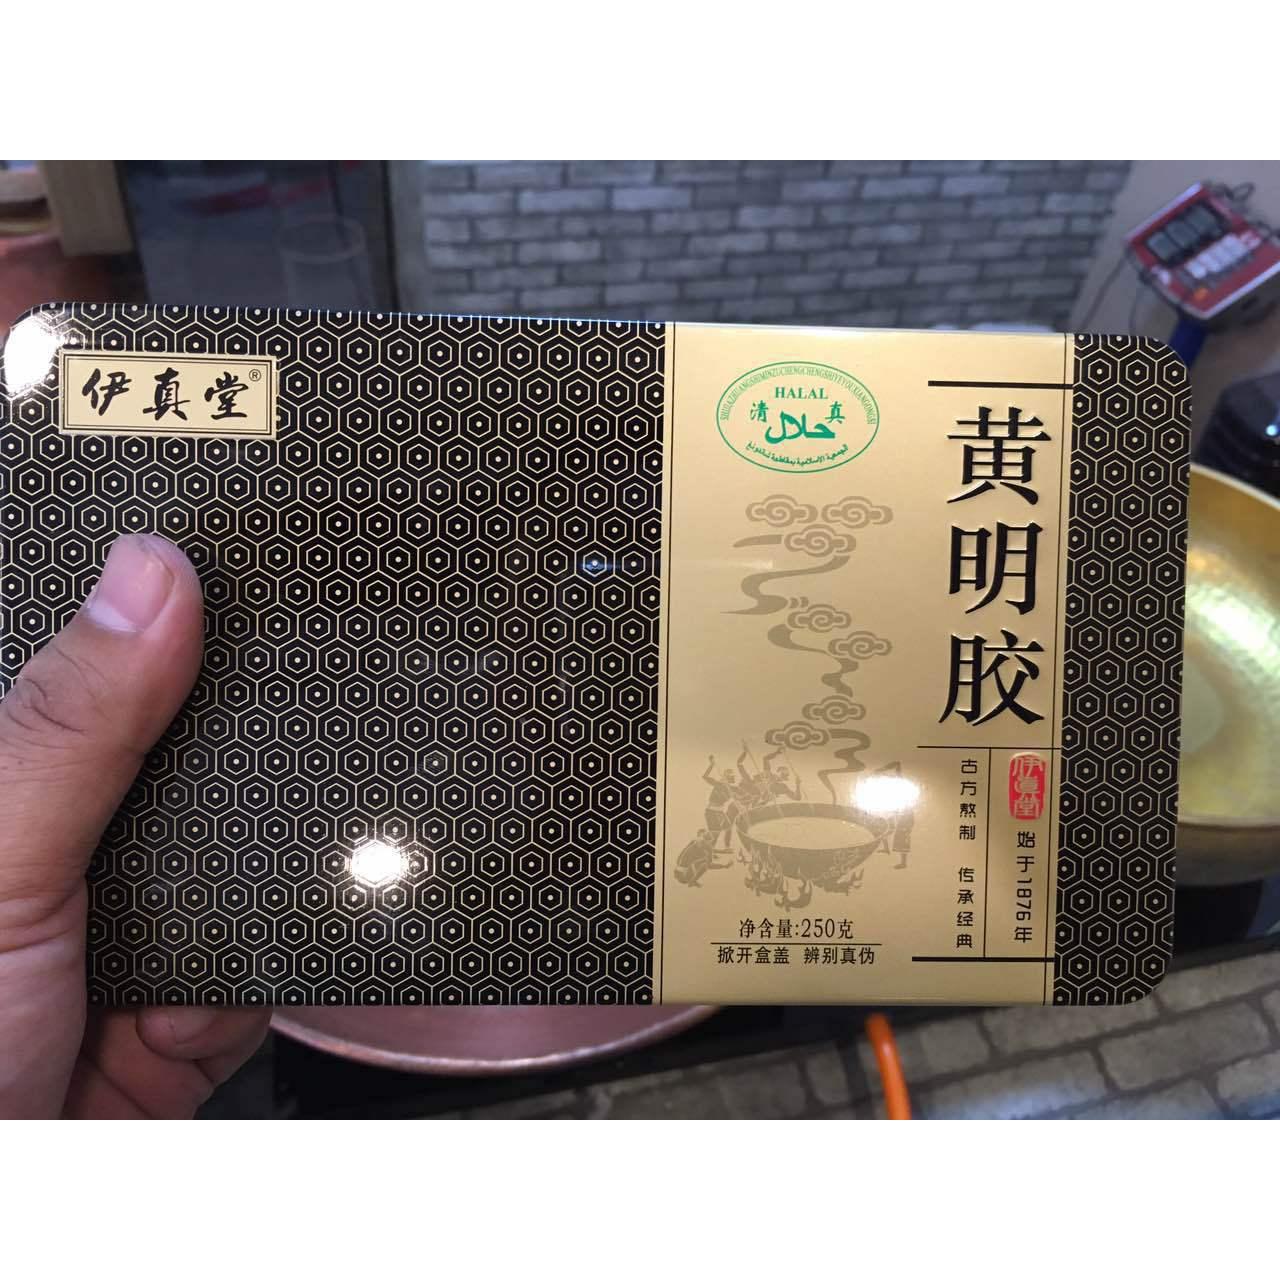 伊真堂®
HALAL
清 真
حلال
黄明胶
古方熬制 传承经典
伊真堂
始于1876年
净含量:250克
掀开盒盖 辨别真伪